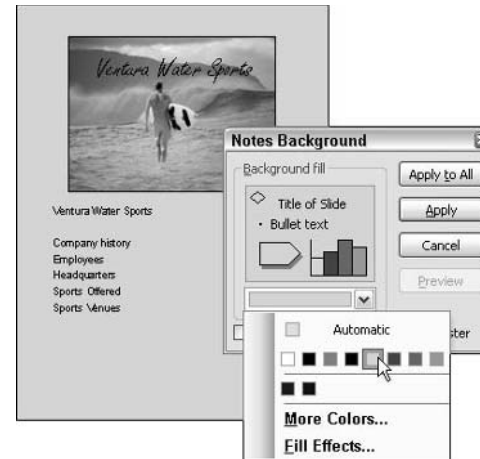 Ventura Water Sports
Ventura Water Sports
Company history
Employees
Headquarters
Sports Offered
Sports Venues
Notes Background
Background fill
Title of Slide
• Bullet text
Apply to All
Apply
Cancel
Preview
Automatic
More Colors...
Fill Effects...